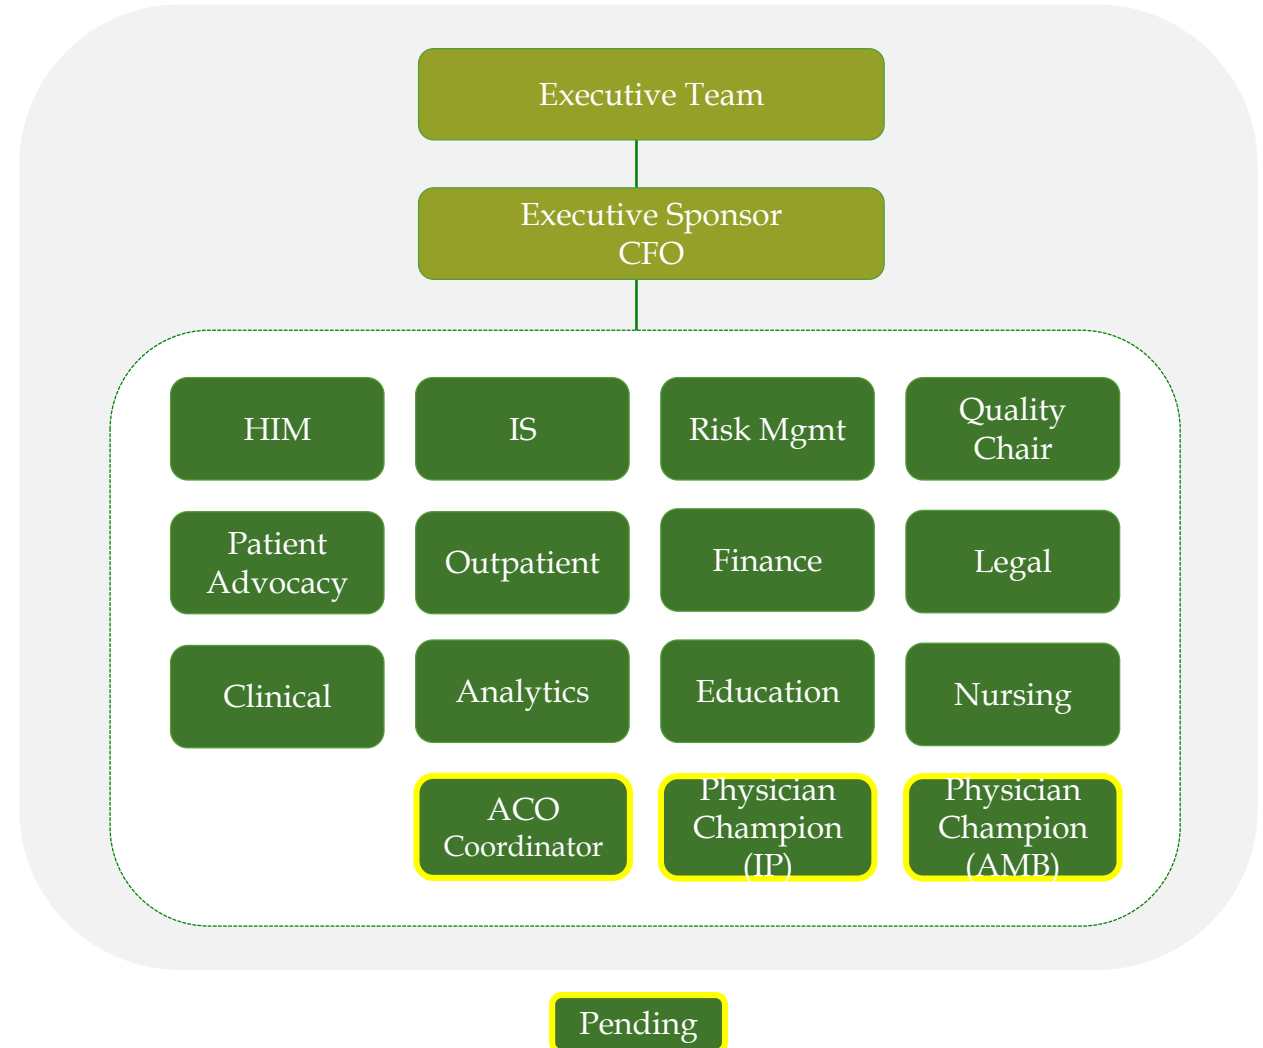 Executive Team
Executive Sponsor
CFO
HIM
IS
Risk Mgmt
Quality
Chair
Patient
Advocacy
Outpatient
Finance
Legal
Clinical
Analytics
Education
Nursing
ACO
Coordinator
Physician
Champion
(IP)
Physician
Champion
(AMB)
Pending